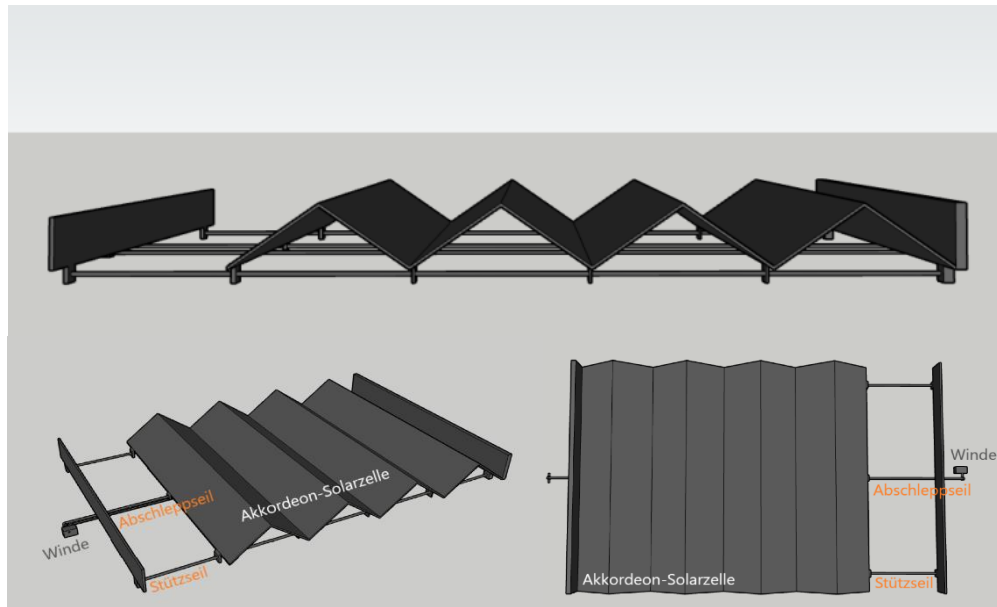 Akkordeon-Solarzelle
Abschleppseil
Winde
Stützseil
Winde
Abschleppseil
Akkordeon-Solarzelle
Stützseil